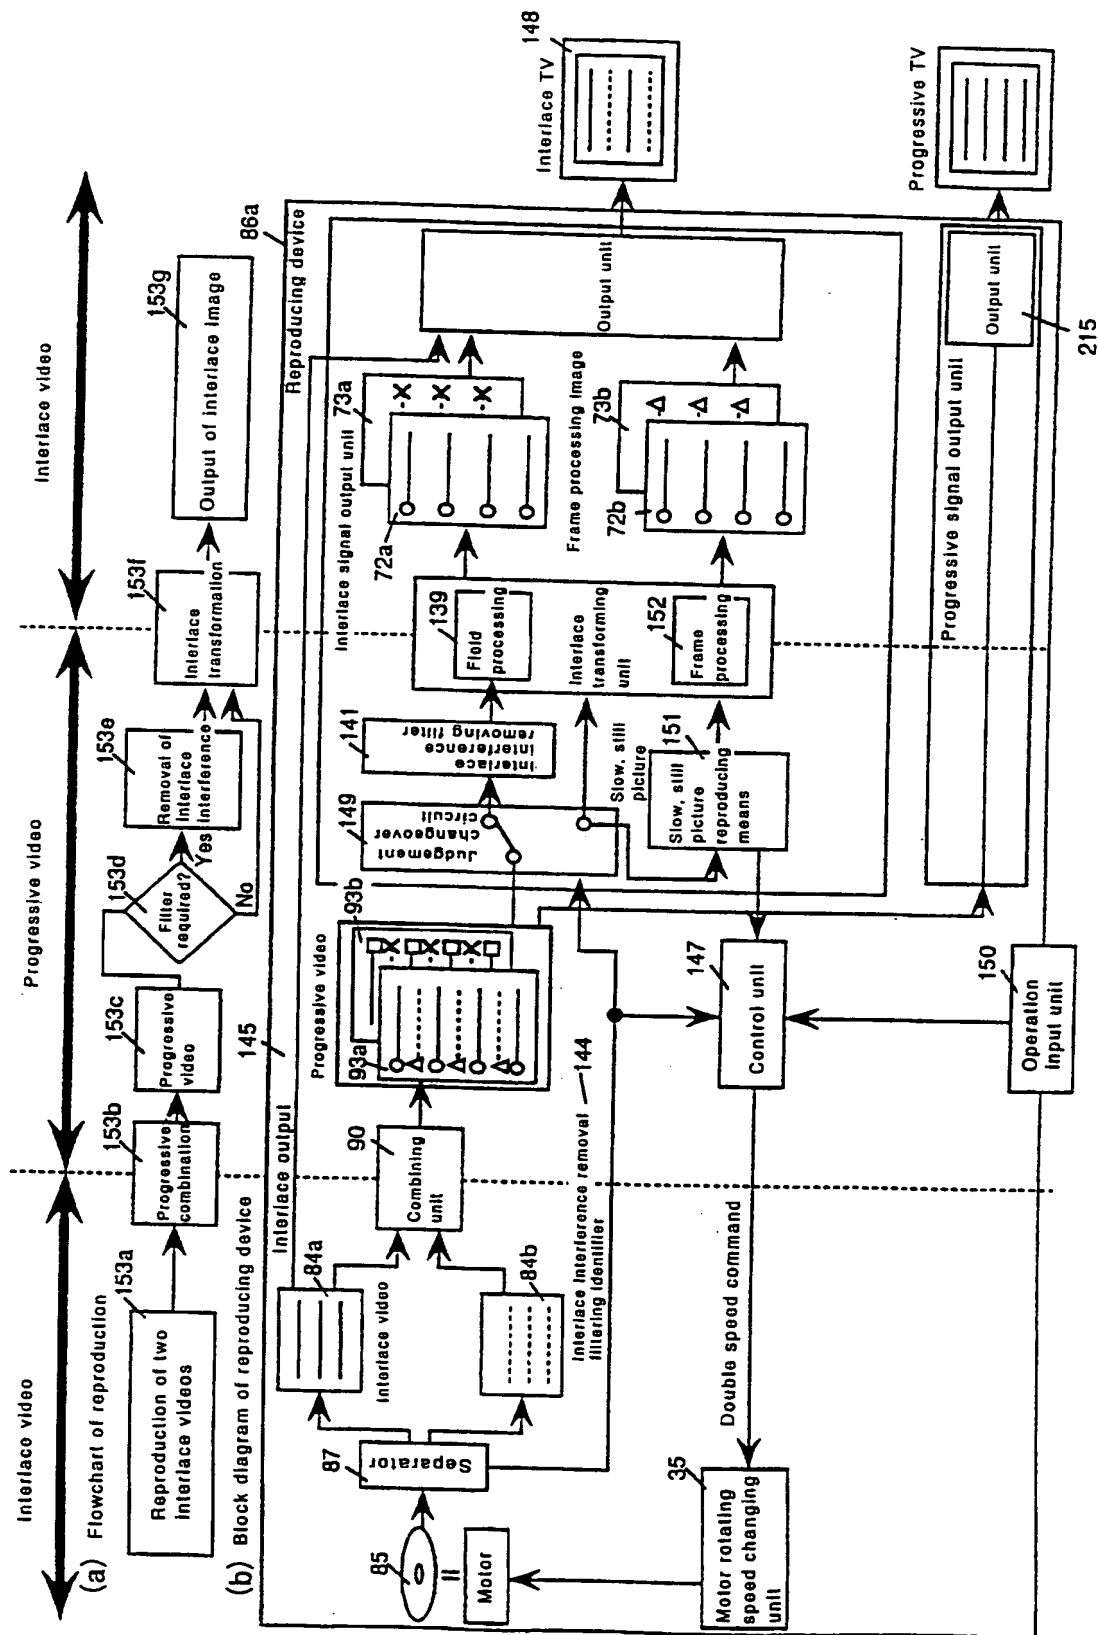 Interlace video
Progressive video
Interlace video
(a) Flowchart of reproduction
153a
Reproduction of two
interlace videos
153b
Progressive
combination
153c
Progressive
video
153d
Filter
required?
Yes
No
153e
Removal of
interlace
interference
153f
Interlace
transformation
153g
Output of interlace image
(b) Block diagram of reproducing device
145
Interlace output
Reproducing device
86a
85
Motor
87
Separator
84a
Interlace video
84b
90
Combining
unit
Progressive video
93b
93a
Interlace Interference removal
filtering identifier
144
149
Judgement
changeover
circuit
141
interlace
interference
removing filter
Interlace signal output unit
139
Field
processing
Interlace
transforming
unit
152
Frame
processing
Slow, still
picture
151
Slow, still
picture
reproducing
means
73a
72a
Frame processing image
73b
72b
Output unit
Interlace TV
148
35
Motor rotating
speed changing
unit
Double speed command
147
Control unit
150
Operation
input unit
Progressive signal output unit
Output unit
215
Progressive TV